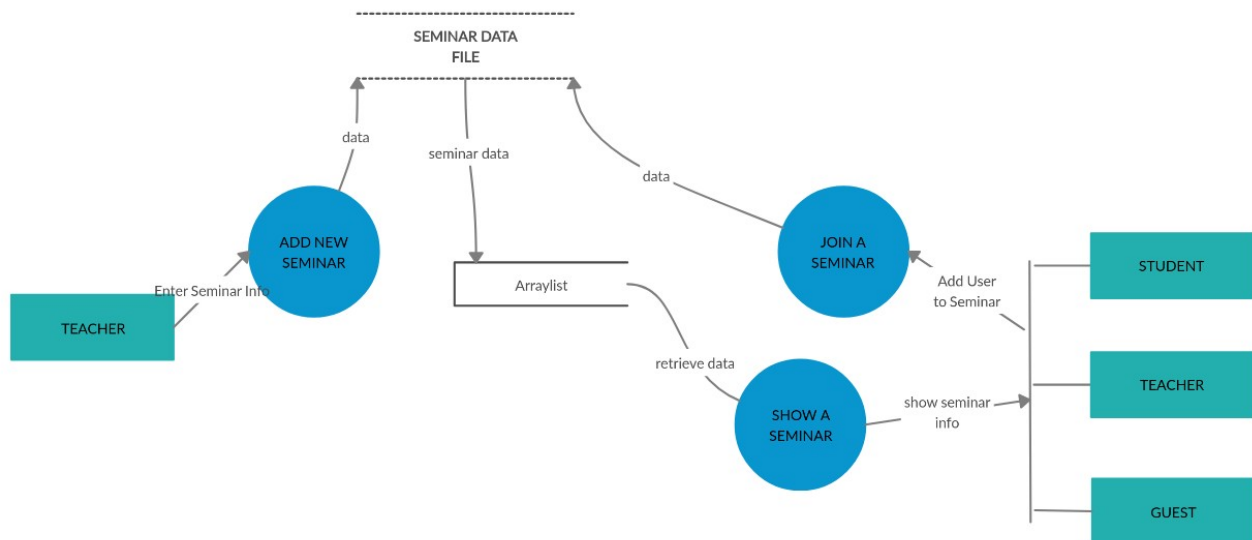 SEMINAR DATA
FILE
data
seminar data
data
ADD NEW
SEMINAR
JOIN A
SEMINAR
STUDENT
Enter Seminar Info
Arraylist
Add User
to Seminar
TEACHER
retrieve data
TEACHER
show seminar
info
SHOW A
SEMINAR
GUEST